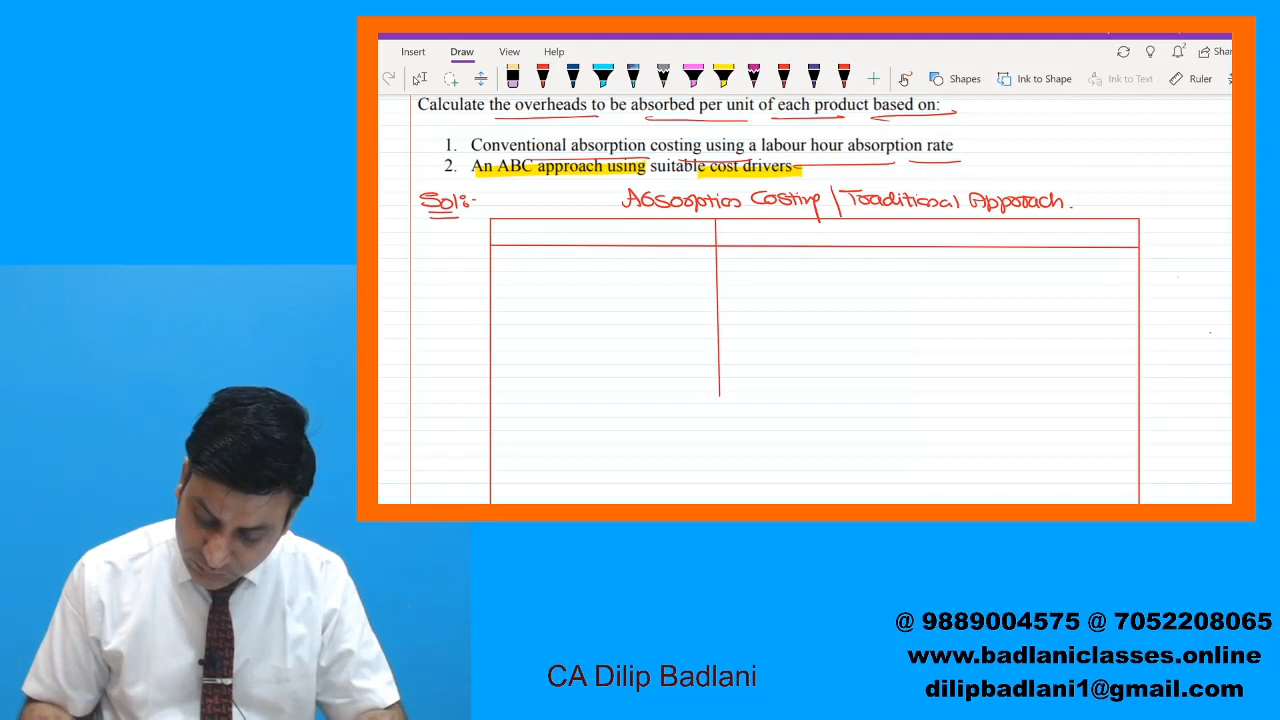 Insert Draw View Help Shar
Ink to Shape Ink to Text Ruler Shapes
Calculate the overheads to be absorbed per unit of each product based on:
1. Conventional absorption costing using a labour hour absorption rate
2. An ABC approach using suitable cost drivers
Sol:- Absorption Costing / Traditional Approach.
CA Dilip Badlani
@ 9889004575 @ 7052208065
www.badlaniclasses.online
dilipbadlani1@gmail.com